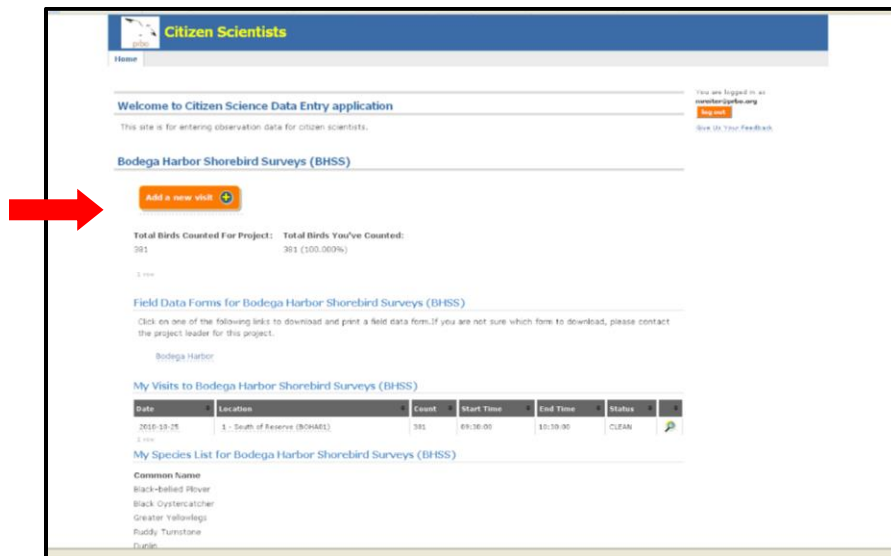 Citizen Scientists
prbo
Home
You are logged in as
log out
Give Us Your Feedback
Welcome to Citizen Science Data Entry application
This site is for entering observation data for citizen scientists.
Bodega Harbor Shorebird Surveys (BHSS)
Add a new visit
Total Birds Counted For Project: Total Birds You've Counted:
381 381 (100.000%)
1 row
Field Data Forms for Bodega Harbor Shorebird Surveys (BHSS)
Click on one of the following links to download and print a field data form.If you are not sure which form to download, please contact
the project leader for this project.
Bodega Harbor
My Visits to Bodega Harbor Shorebird Surveys (BHSS)
Date Location Count Start Time End Time Status
2010-10-25 1 - South of Reserve (BOHA01) 381 09:30:00 10:30:00 CLEAN
1 row
My Species List for Bodega Harbor Shorebird Surveys (BHSS)
Common Name
Black-bellied Plover
Black Oystercatcher
Greater Yellowlegs
Ruddy Turnstone
Dunlin